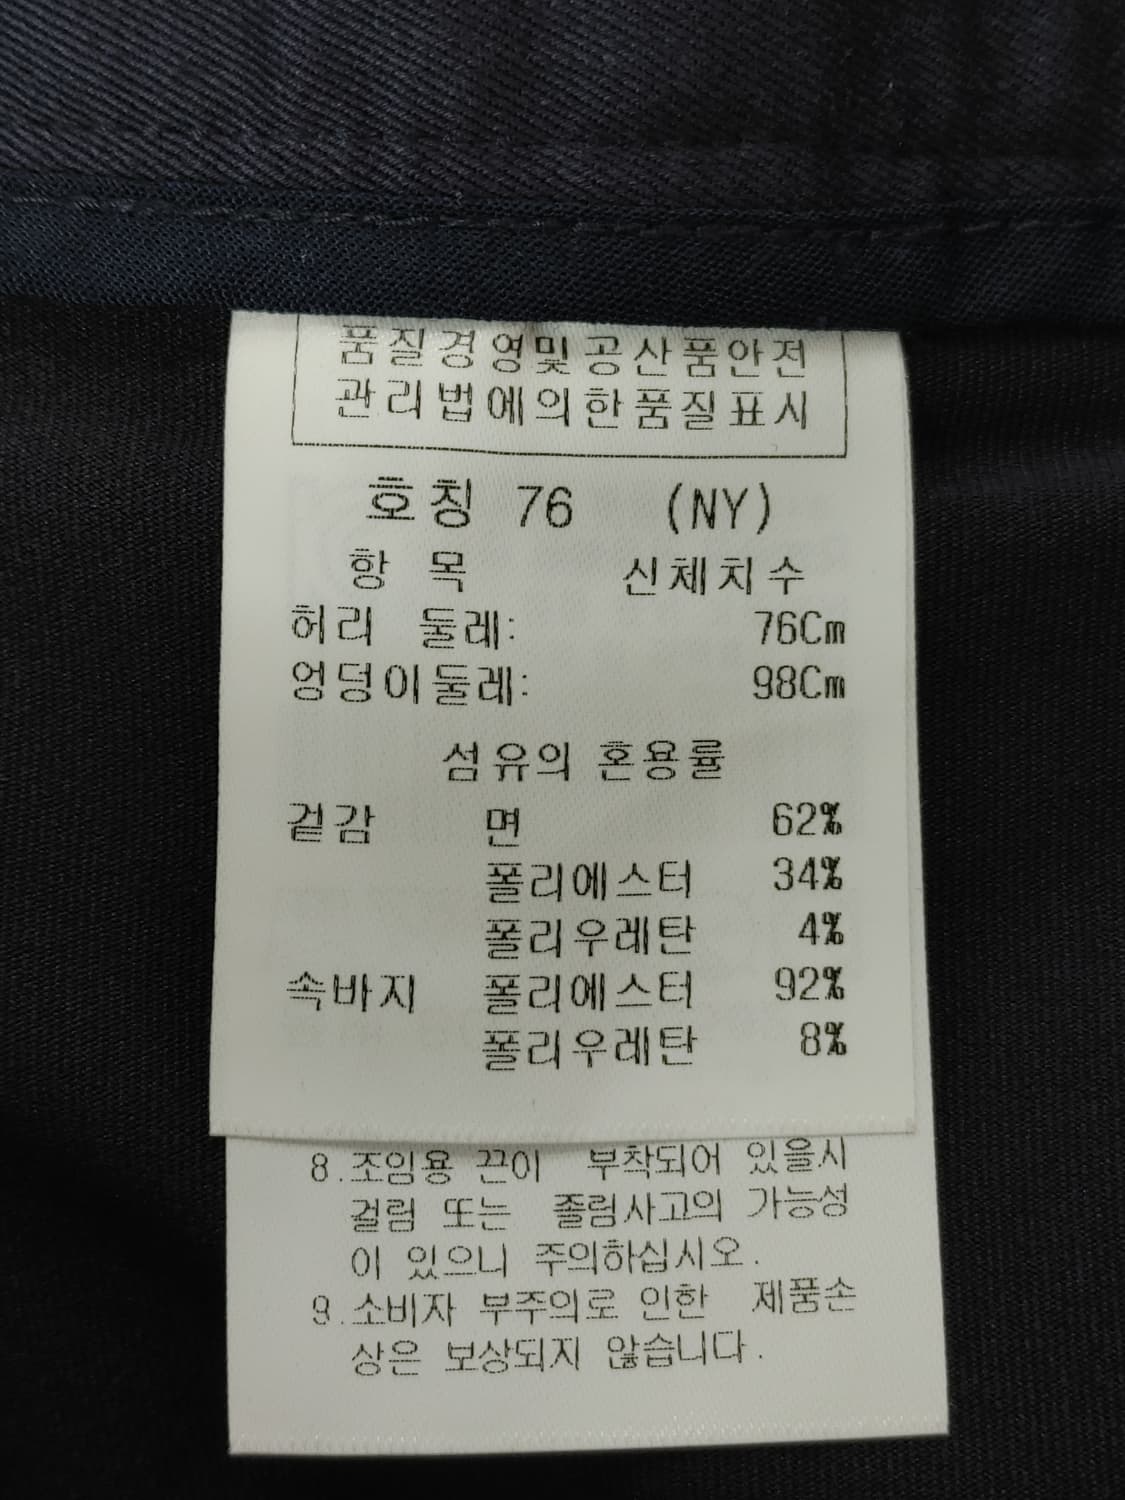 품질경영및공산품안전
관리법에의한품질표시
호칭 76 (NY)
항 목 신체치수
허리 둘레: 76Cm
엉덩이둘레: 98Cm
섬유의 혼용률
겉감 면 62%
폴리에스터 34%
폴리우레탄 4%
속바지 폴리에스터 92%
폴리우레탄 8%
8.조임용 끈이 부착되어 있을시
걸림 또는 졸림사고의 가능성
이 있으니 주의하십시오.
9.소비자 부주의로 인한 제품손
상은 보상되지 않습니다.